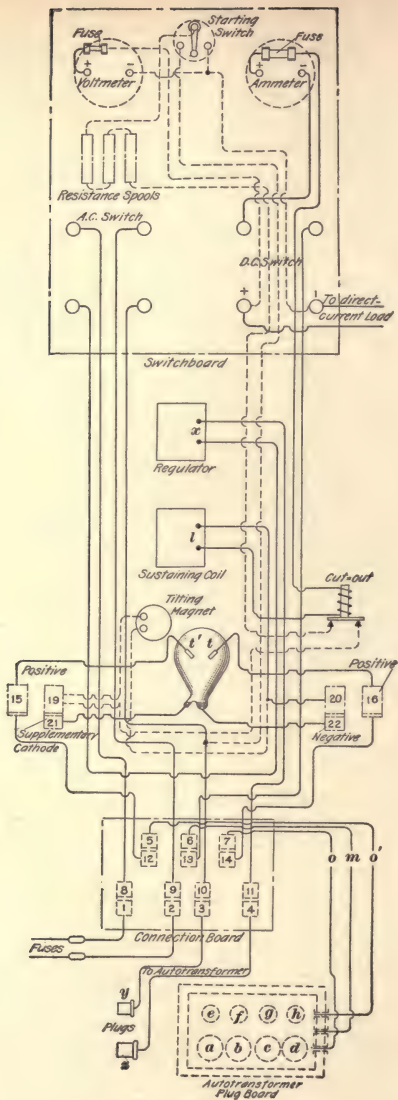 Starting
Switch
Fuse
Fuse
+
-
Voltmeter
+
-
Ammeter
Resistance Spools
A.C. Switch
D.C. Switch
+
-
To direct-
current Load
Switchboard
x
Regulator
l
Sustaining Coil
Cut-out
Tilting
Magnet
t' t
Positive
Positive
15
19
21
20
22
16
Supplementary
Cathode
Negative
5
12
6
13
7
14
o m o'
8
1
9
2
10
3
11
4
Fuses
Connection Board
To Autotransformer
y
Plugs
z
e f g h
a b c d
Autotransformer
Plug Board